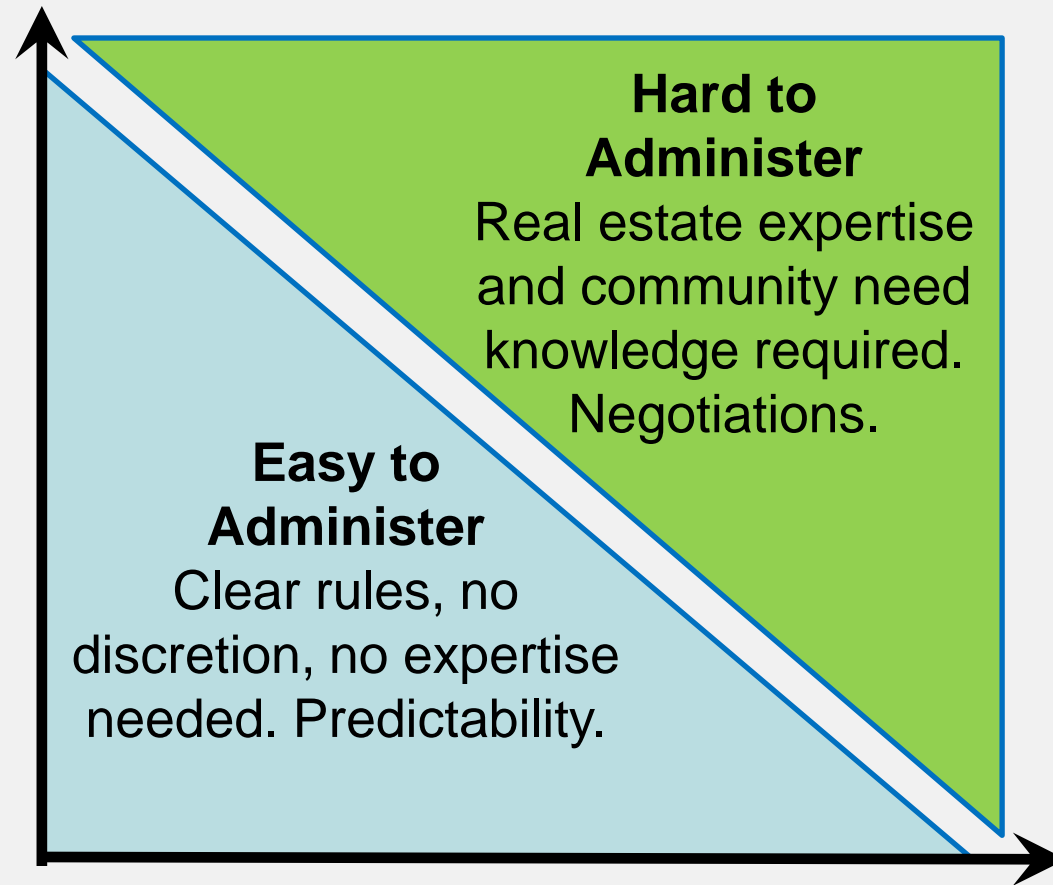 Hard to
Administer
Real estate expertise
and community need
knowledge required.
Negotiations.
Easy to
Administer
Clear rules, no
discretion, no expertise
needed. Predictability.